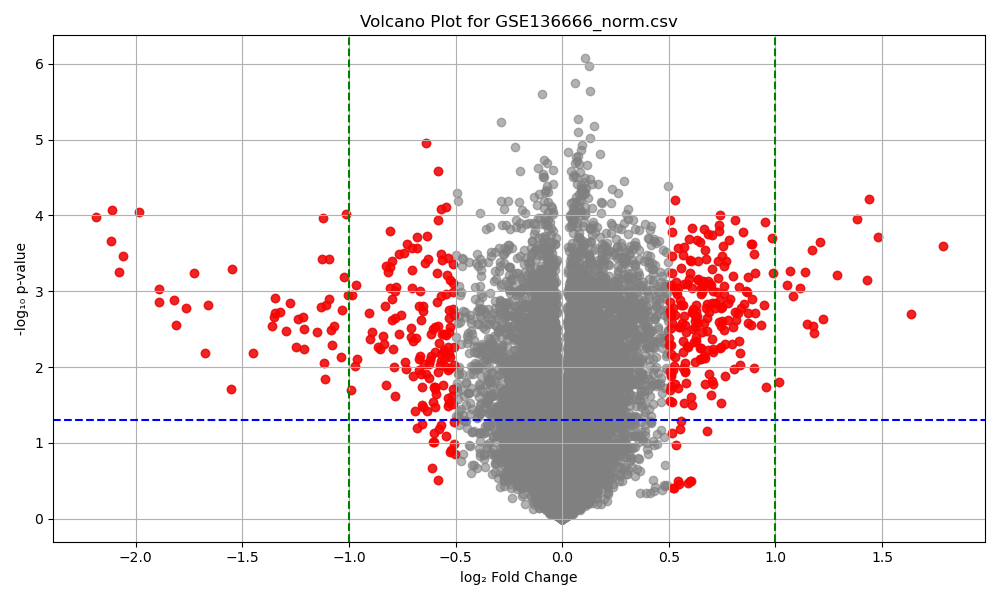 Volcano Plot for GSE136666_norm.csv
-log₁₀ p-value
6
5
4
3
2
1
0
−2.0 −1.5 −1.0 −0.5 0.0 0.5 1.0 1.5
log₂ Fold Change